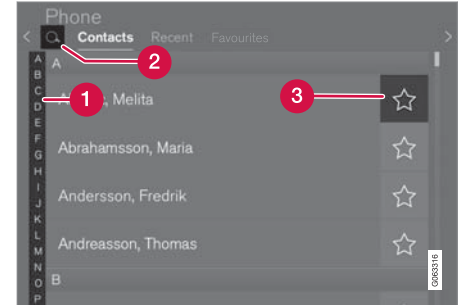 Phone
< Contacts Recent Favourites >
2
A
A
B
C
D
E
F
G
H
I
J
K
L
M
N
O
P
1
, Melita
3
Abrahamsson, Maria
Andersson, Fredrik
Andreasson, Thomas
B
G063316